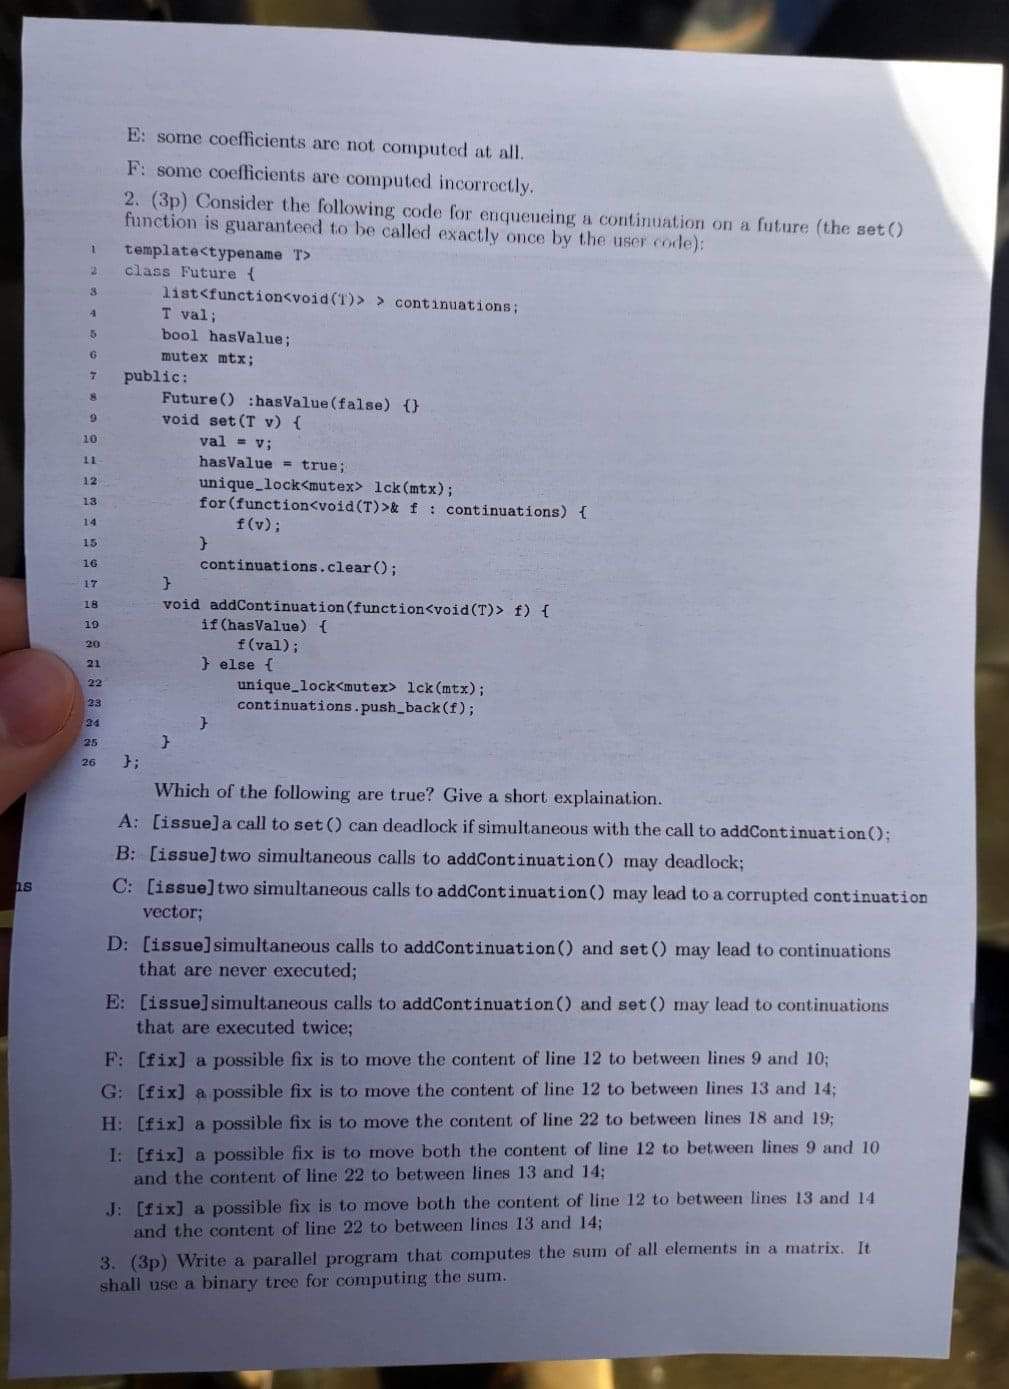 E: some coefficients are not computed at all.
F: some coefficients are computed incorrectly.
2. (3p) Consider the following code for enqueueing a continuation on a future (the set()
function is guaranteed to be called exactly once by the user code):
1 template<typename T>
2 class Future {
3 list<function<void(T)> > continuations;
4 T val;
5 bool hasValue;
6 mutex mtx;
7 public:
8 Future() :hasValue(false) {}
9 void set(T v) {
10 val = v;
11 hasValue = true;
12 unique_lock<mutex> lck(mtx);
13 for(function<void(T)>& f : continuations) {
14 f(v);
15 }
16 continuations.clear();
17 }
18 void addContinuation(function<void(T)> f) {
19 if(hasValue) {
20 f(val);
21 } else {
22 unique_lock<mutex> lck(mtx);
23 continuations.push_back(f);
24 }
25 }
26 };
Which of the following are true? Give a short explaination.
A: [issue]a call to set() can deadlock if simultaneous with the call to addContinuation();
B: [issue]two simultaneous calls to addContinuation() may deadlock;
C: [issue]two simultaneous calls to addContinuation() may lead to a corrupted continuation
vector;
D: [issue]simultaneous calls to addContinuation() and set() may lead to continuations
that are never executed;
E: [issue]simultaneous calls to addContinuation() and set() may lead to continuations
that are executed twice;
F: [fix] a possible fix is to move the content of line 12 to between lines 9 and 10;
G: [fix] a possible fix is to move the content of line 12 to between lines 13 and 14;
H: [fix] a possible fix is to move the content of line 22 to between lines 18 and 19;
I: [fix] a possible fix is to move both the content of line 12 to between lines 9 and 10
and the content of line 22 to between lines 13 and 14;
J: [fix] a possible fix is to move both the content of line 12 to between lines 13 and 14
and the content of line 22 to between lines 13 and 14;
3. (3p) Write a parallel program that computes the sum of all elements in a matrix. It
shall use a binary tree for computing the sum.